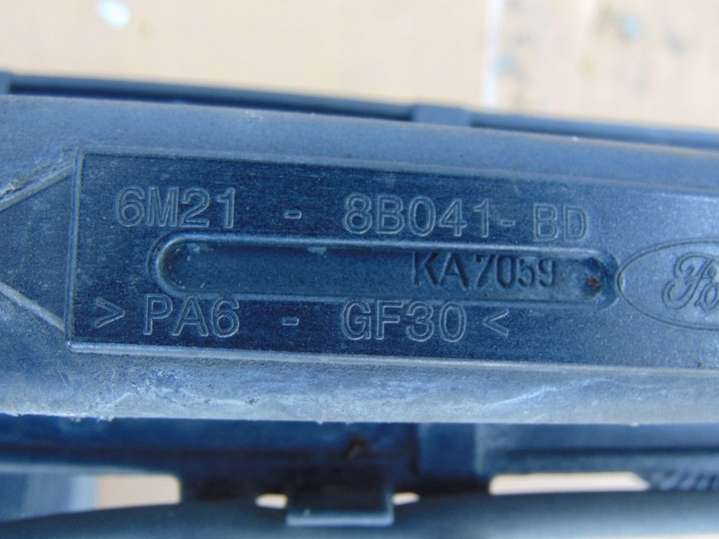 6M21 - 8B041-BD
KA7059
>PA6 - GF30<